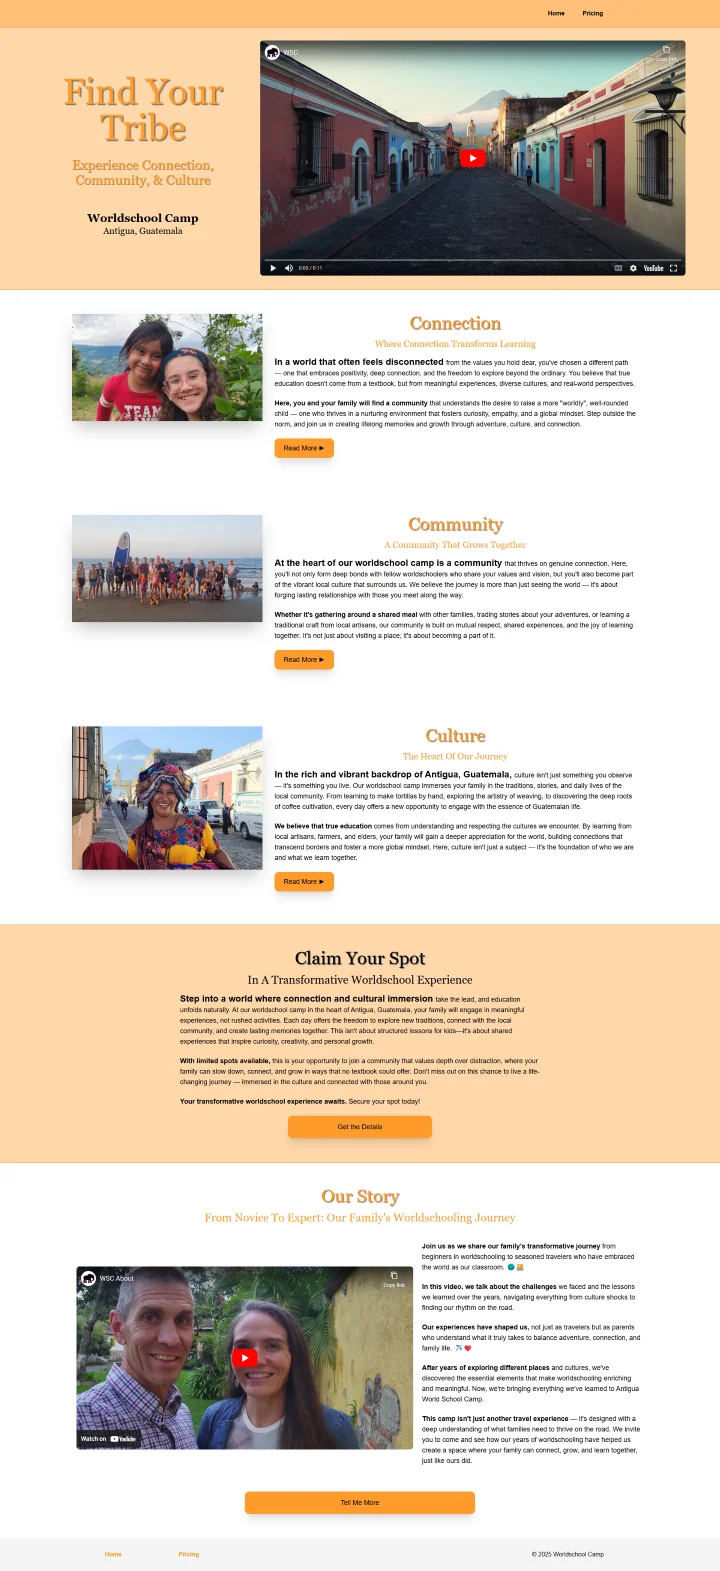 Home Pricing
Find Your
Tribe
Experience Connection,
Community, & Culture
Worldschool Camp
Antigua, Guatemala
WSC
Copy link
0:00 / 0:11
YouTube
Connection
Where Connection Transforms Learning
In a world that often feels disconnected from the values you hold dear, you've chosen a different path
— one that embraces positivity, deep connection, and the freedom to explore beyond the ordinary. You believe that true
education doesn't come from a textbook, but from meaningful experiences, diverse cultures, and real-world perspectives.
Here, you and your family will find a community that understands the desire to raise a more "worldly", well-rounded
child — one who thrives in a nurturing environment that fosters curiosity, empathy, and a global mindset. Step outside the
norm, and join us in creating lifelong memories and growth through adventure, culture, and connection.
Read More ►
TEAM
Community
A Community That Grows Together
At the heart of our worldschool camp is a community that thrives on genuine connection. Here,
you'll not only form deep bonds with fellow worldschoolers who share your values and vision, but you'll also become part
of the vibrant local culture that surrounds us. We believe the journey is more than just seeing the world — it's about
forging lasting relationships with those you meet along the way.
Whether it's gathering around a shared meal with other families, trading stories about your adventures, or learning a
traditional craft from local artisans, our community is built on mutual respect, shared experiences, and the joy of learning
together. It's not just about visiting a place; it's about becoming a part of it.
Read More ►
Culture
The Heart Of Our Journey
In the rich and vibrant backdrop of Antigua, Guatemala, culture isn't just something you observe
— it's something you live. Our worldschool camp immerses your family in the traditions, stories, and daily lives of the
local community. From learning to make tortillas by hand, exploring the artistry of weaving, to discovering the deep roots
of coffee cultivation, every day offers a new opportunity to engage with the essence of Guatemalan life.
We believe that true education comes from understanding and respecting the cultures we encounter. By learning from
local artisans, farmers, and elders, your family will gain a deeper appreciation for the world, building connections that
transcend borders and foster a more global mindset. Here, culture isn't just a subject — it's the foundation of who we are
and what we learn together.
Read More ►
Claim Your Spot
In A Transformative Worldschool Experience
Step into a world where connection and cultural immersion take the lead, and education
unfolds naturally. At our worldschool camp in the heart of Antigua, Guatemala, your family will engage in meaningful
experiences, not rushed activities. Each day offers the freedom to explore new traditions, connect with the local
community, and create lasting memories together. This isn't about structured lessons for kids—it's about shared
experiences that inspire curiosity, creativity, and personal growth.
With limited spots available, this is your opportunity to join a community that values depth over distraction, where your
family can slow down, connect, and grow in ways that no textbook could offer. Don't miss out on this chance to live a life-
changing journey — immersed in the culture and connected with those around you.
Your transformative worldschool experience awaits. Secure your spot today!
Get the Details
Our Story
From Novice To Expert: Our Family's Worldschooling Journey
WSC About
Copy link
Watch on YouTube
Join us as we share our family's transformative journey from
beginners in worldschooling to seasoned travelers who have embraced
the world as our classroom.
In this video, we talk about the challenges we faced and the lessons
we learned over the years, navigating everything from culture shocks to
finding our rhythm on the road.
Our experiences have shaped us, not just as travelers but as parents
who understand what it truly takes to balance adventure, connection, and
family life.
After years of exploring different places and cultures, we've
discovered the essential elements that make worldschooling enriching
and meaningful. Now, we're bringing everything we've learned to Antigua
World School Camp.
This camp isn't just another travel experience — it's designed with a
deep understanding of what families need to thrive on the road. We invite
you to come and see how our years of worldschooling have helped us
create a space where your family can connect, grow, and learn together,
just like ours did.
Tell Me More
Home Pricing © 2025 Worldschool Camp